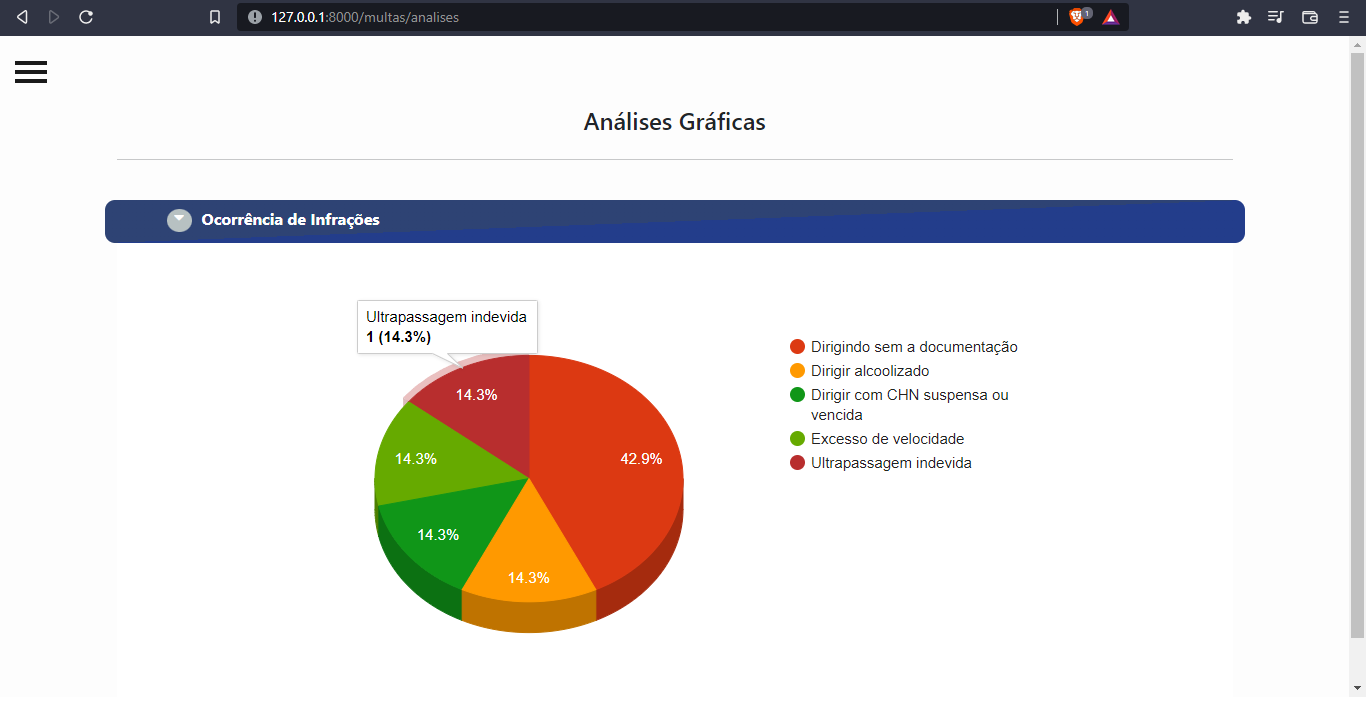 127.0.0.1:8000/multas/analises
1
Análises Gráficas
Ocorrência de Infrações
Ultrapassagem indevida
1 (14.3%)
14.3%
14.3%
42.9%
14.3%
14.3%
Dirigindo sem a documentação
Dirigir alcoolizado
Dirigir com CHN suspensa ou
vencida
Excesso de velocidade
Ultrapassagem indevida